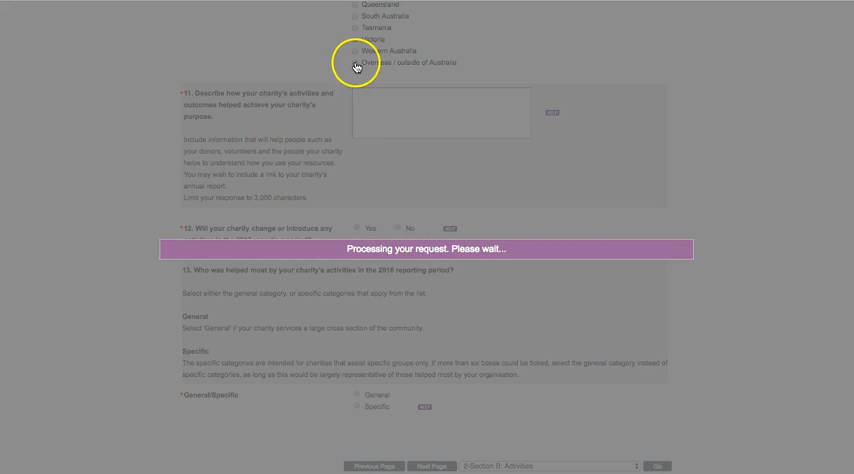 Queensland
South Australia
Tasmania
Victoria
Western Australia
Overseas / outside of Australia
*11. Describe how your charity's activities and
outcomes helped achieve your charity's
purpose.
HELP
Include information that will help people such as
your donors, volunteers and the people your charity
helps to understand how you use your resources.
You may wish to include a link to your charity's
annual report.
Limit your response to 3,000 characters.
*12. Will your charity change or introduce any
Yes No HELP
Processing your request. Please wait...
13. Who was helped most by your charity's activities in the 2016 reporting period?
Select either the general category, or specific categories that apply from the list.
General
Select 'General' if your charity services a large cross section of the community.
Specific
The specific categories are intended for charities that assist specific groups only. If more than six boxes could be ticked, select the general category instead of
specific categories, as long as this would be largely representative of those helped most by your organisation.
*General/Specific
General
Specific HELP
Previous Page Next Page 2-Section B: Activities Go